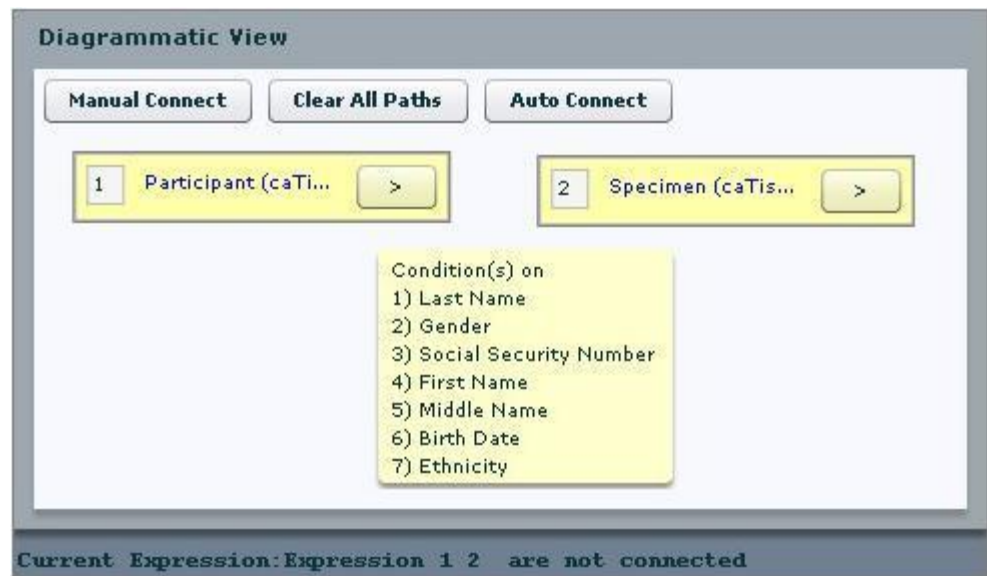 Diagrammatic View
Manual Connect Clear All Paths Auto Connect
1 Participant (caTi... > 2 Specimen (caTis... >
Condition(s) on
1) Last Name
2) Gender
3) Social Security Number
4) First Name
5) Middle Name
6) Birth Date
7) Ethnicity
Current Expression:Expression 1 2 are not connected